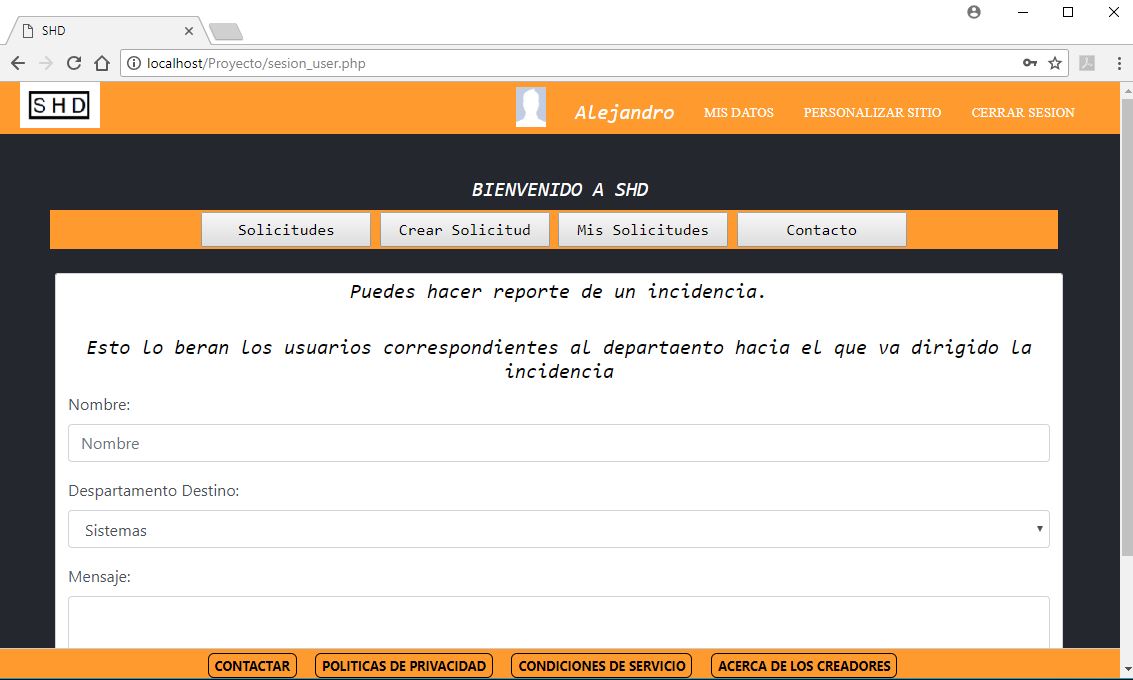 SHD
localhost/Proyecto/sesion_user.php
SHD
Alejandro
MIS DATOS
PERSONALIZAR SITIO
CERRAR SESION
BIENVENIDO A SHD
Solicitudes
Crear Solicitud
Mis Solicitudes
Contacto
Puedes hacer reporte de un incidencia.
Esto lo beran los usuarios correspondientes al departaento hacia el que va dirigido la
incidencia
Nombre:
Nombre
Despartamento Destino:
Sistemas
Mensaje:
CONTACTAR
POLITICAS DE PRIVACIDAD
CONDICIONES DE SERVICIO
ACERCA DE LOS CREADORES